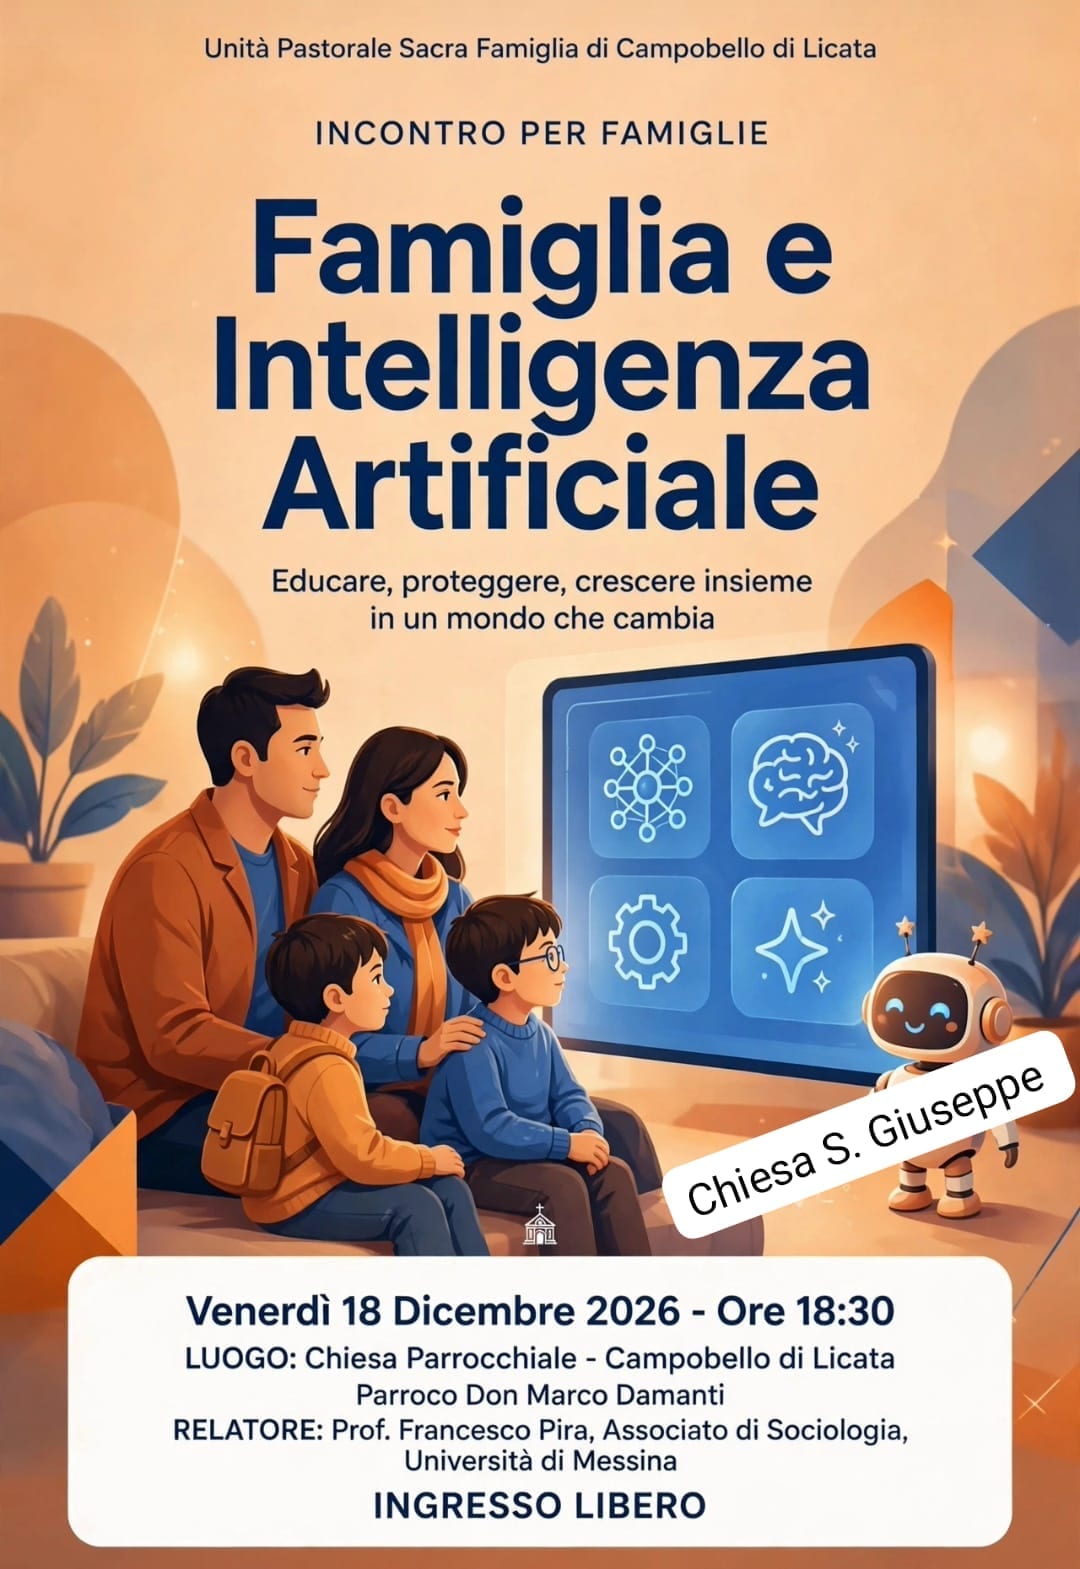 Unità Pastorale Sacra Famiglia di Campobello di Licata
INCONTRO PER FAMIGLIE
Famiglia e
Intelligenza
Artificiale
Educare, proteggere, crescere insieme
in un mondo che cambia
Chiesa S. Giuseppe
Venerdì 18 Dicembre 2026 - Ore 18:30
LUOGO: Chiesa Parrocchiale - Campobello di Licata
Parroco Don Marco Damanti
RELATORE: Prof. Francesco Pira, Associato di Sociologia,
Università di Messina
INGRESSO LIBERO